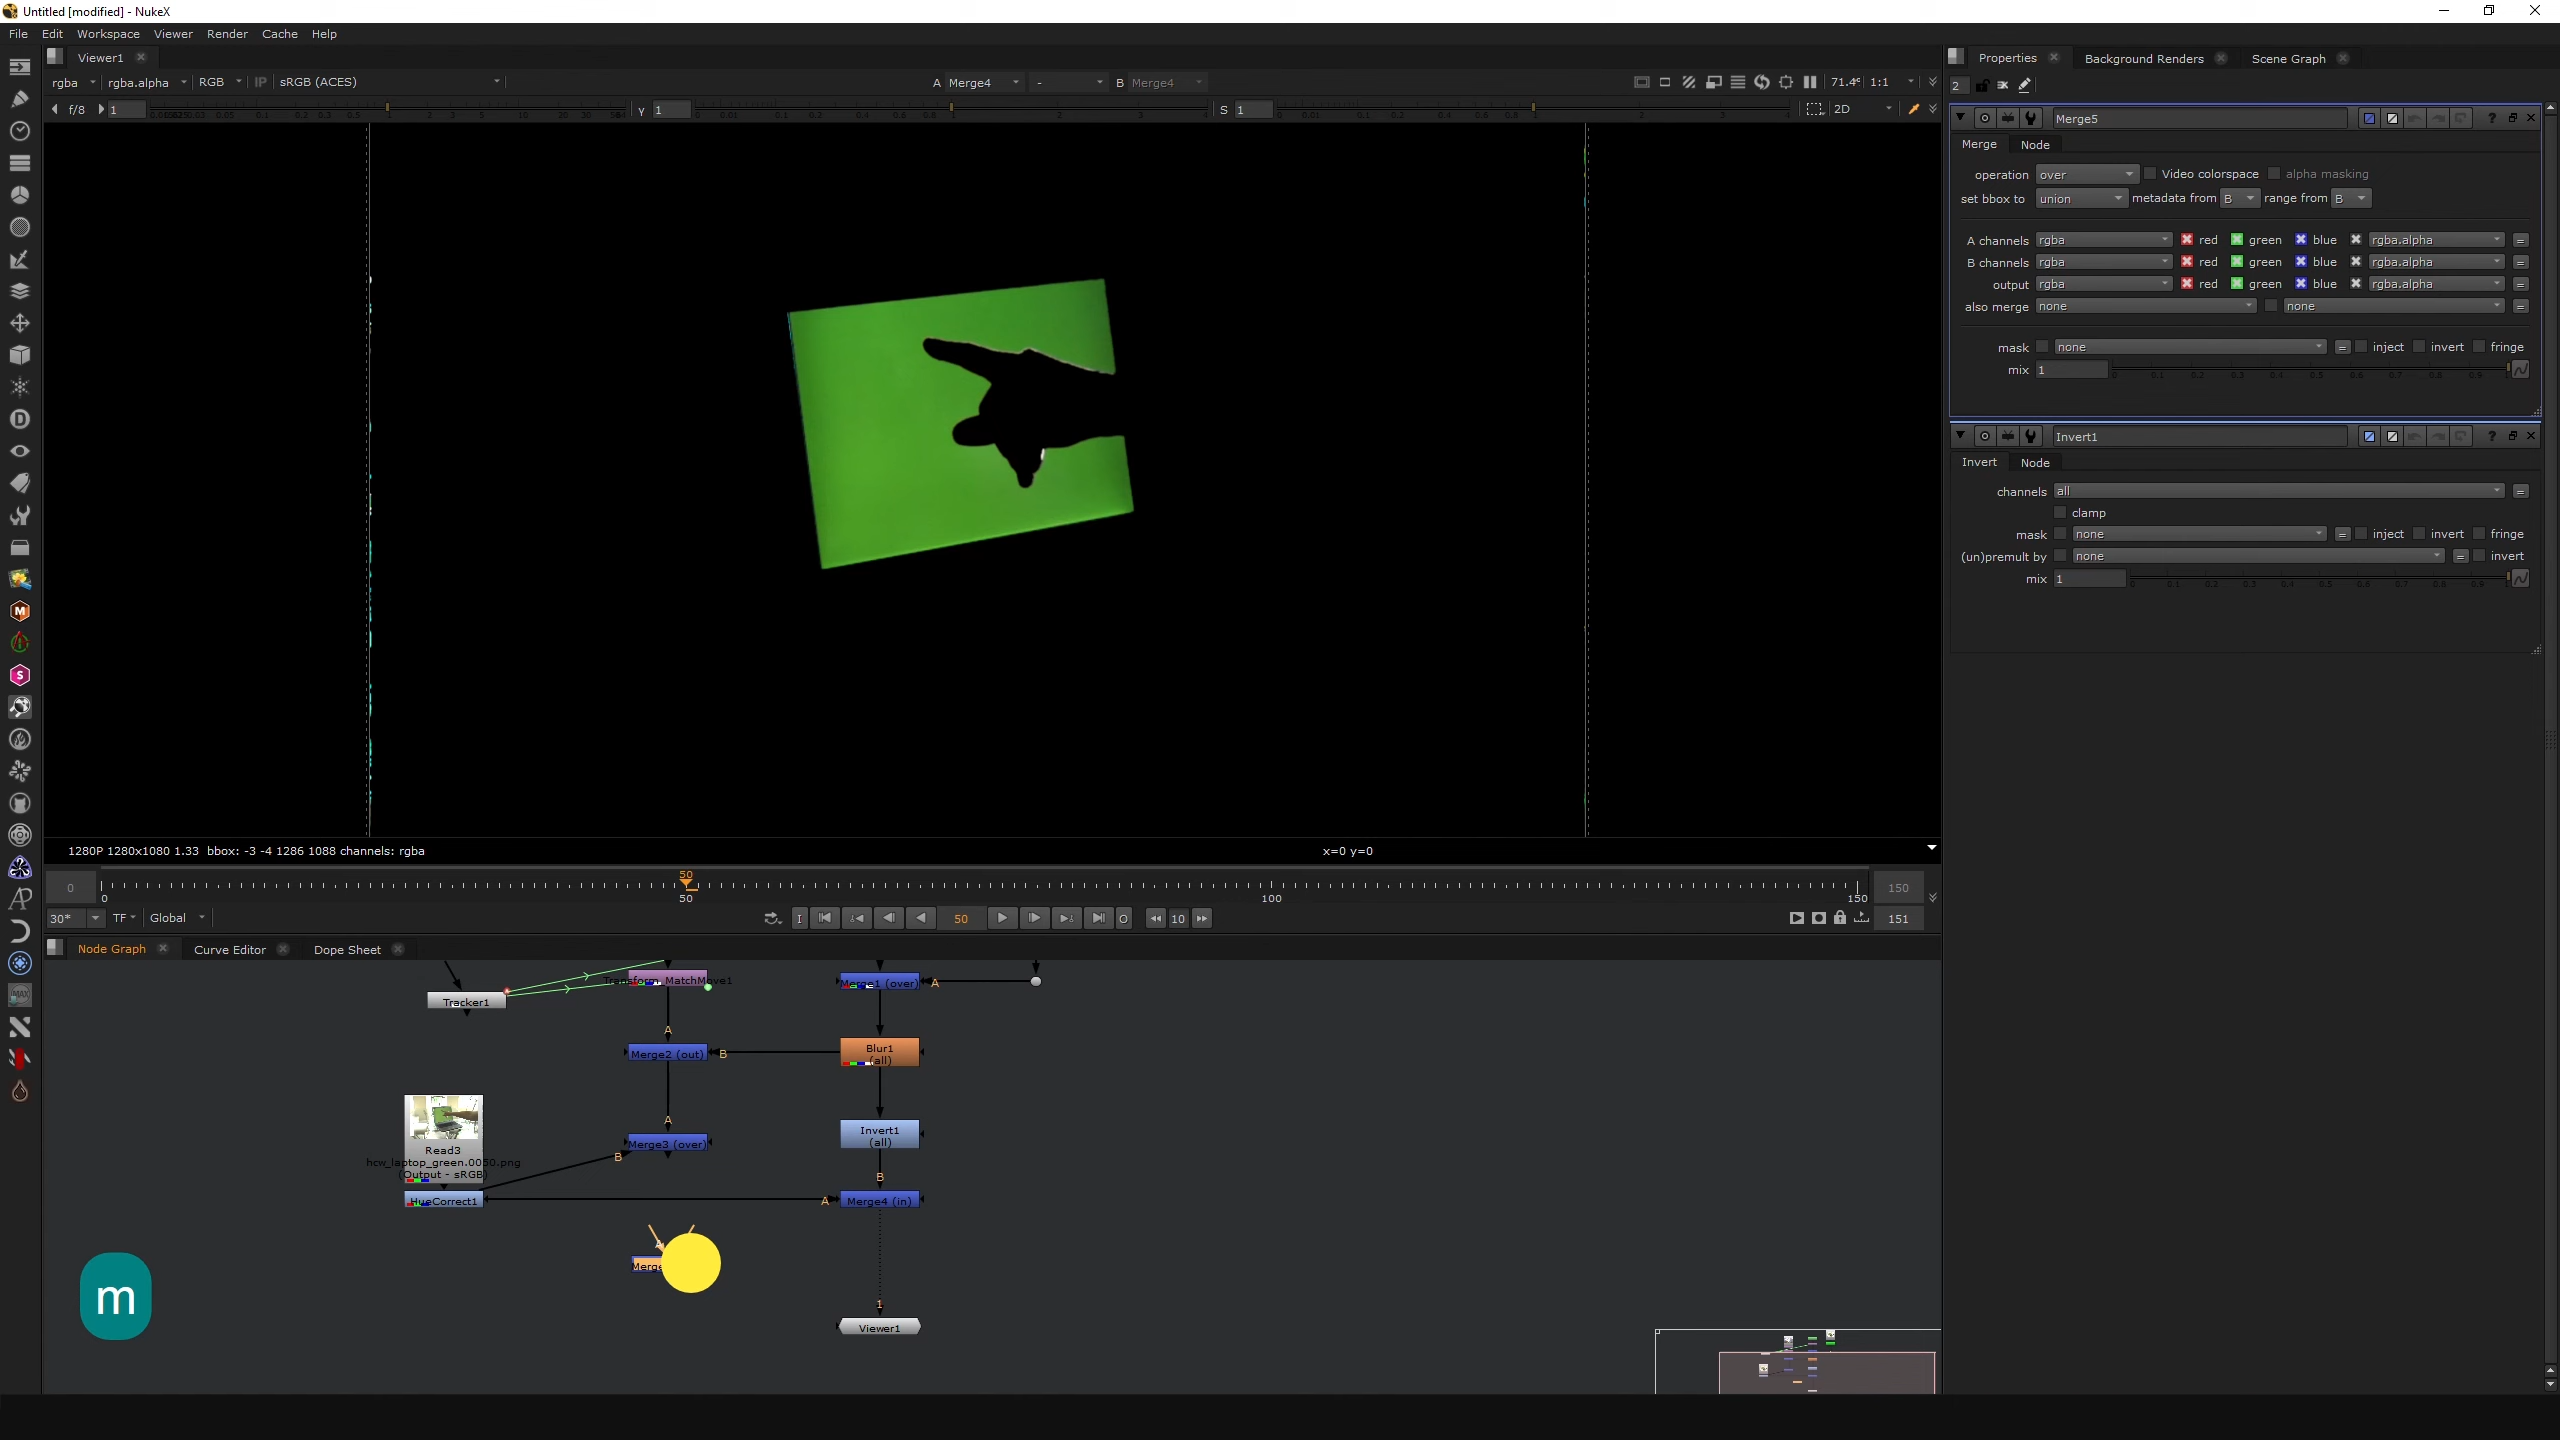 Untitled [modified] - NukeX
File Edit Workspace Viewer Render Cache Help
Viewer1
rgba rgba.alpha RGB IP sRGB (ACES) A Merge4 - B Merge4 71.4% 1:1
f/8 1 γ 1 S 1 2D
1280P 1280x1080 1.33 bbox: -3 -4 1286 1088 channels: rgba x=0 y=0
0 50 150
0 50 100 150
30* TF Global I 50 O 10 151
Node Graph Curve Editor Dope Sheet
Transform_MatchMove1
Merge1 (over) A
Tracker1
A
Merge2 (out) B
Blur1
(all)
A
Invert1
(all)
Merge3 (over)
B
Read3
hcw_laptop_green.0050.png
(Output - sRGB)
B
HueCorrect1
A Merge4 (in)
Merge
m
1
Viewer1
Properties Background Renders Scene Graph
2
Merge5
Merge Node
operation over Video colorspace alpha masking
set bbox to union metadata from B range from B
A channels rgba red green blue rgba.alpha =
B channels rgba red green blue rgba.alpha =
output rgba red green blue rgba.alpha =
also merge none none =
mask none = inject invert fringe
mix 1
Invert1
Invert Node
channels all =
clamp
mask none = inject invert fringe
(un)premult by none = invert
mix 1